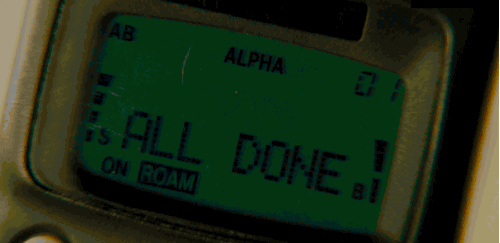 AB
ALPHA 01
S ALL DONE B
ON ROAM